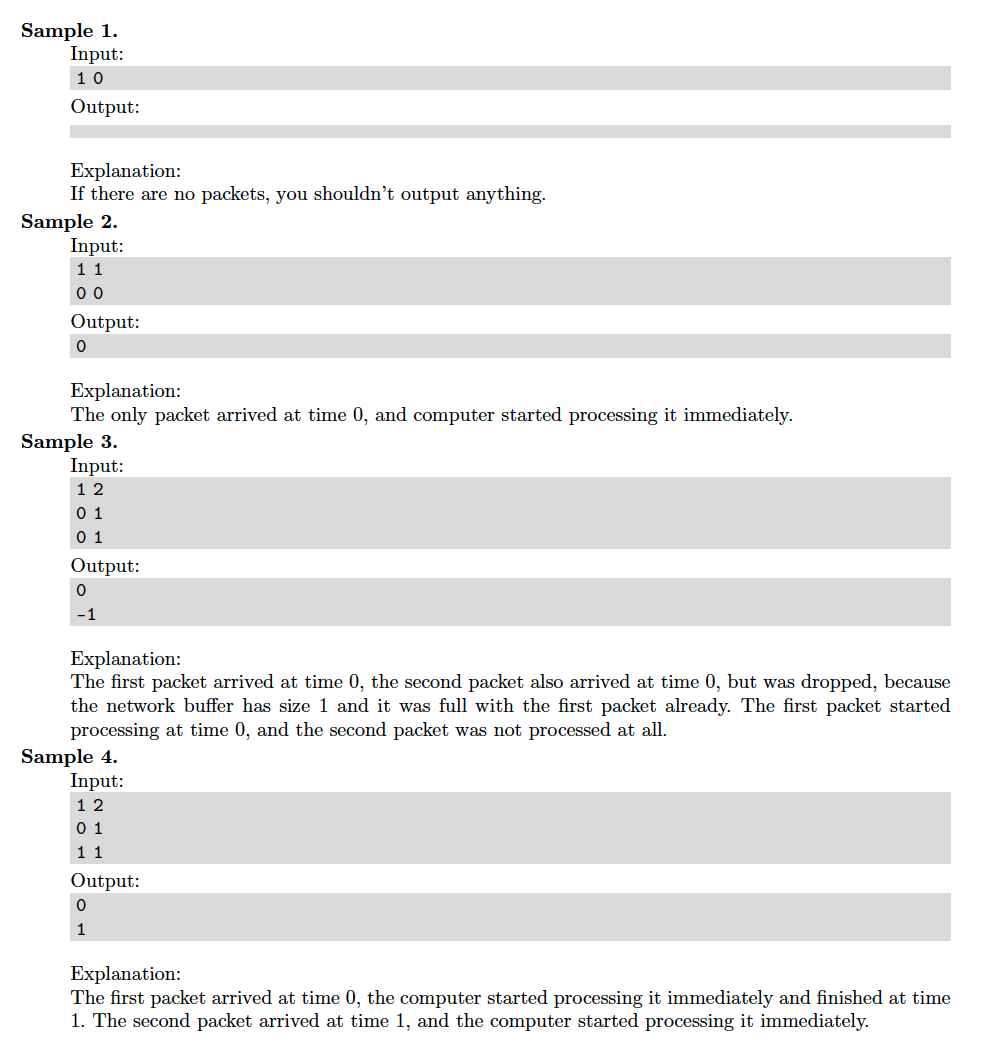 Sample 1.
Input:
1 0
Output:
Explanation:
If there are no packets, you shouldn't output anything.
Sample 2.
Input:
1 1
0 0
Output:
0
Explanation:
The only packet arrived at time 0, and computer started processing it immediately.
Sample 3.
Input:
1 2
0 1
0 1
Output:
0
-1
Explanation:
The first packet arrived at time 0, the second packet also arrived at time 0, but was dropped, because
the network buffer has size 1 and it was full with the first packet already. The first packet started
processing at time 0, and the second packet was not processed at all.
Sample 4.
Input:
1 2
0 1
1 1
Output:
0
1
Explanation:
The first packet arrived at time 0, the computer started processing it immediately and finished at time
1. The second packet arrived at time 1, and the computer started processing it immediately.